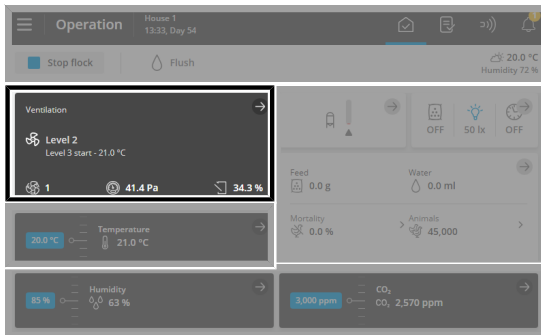 Operation
House 1
13:33, Day 54
1
Stop flock
Flush
20.0 °C
Humidity 72 %
Ventilation
Level 2
Level 3 start - 21.0 °C
1
41.4 Pa
34.3 %
OFF
50 lx
OFF
Feed
0.0 g
Water
0.0 ml
Mortality
0.0 %
Animals
45,000
20.0 °C
Temperature
21.0 °C
85 %
Humidity
63 %
3,000 ppm
CO₂
CO₂ 2,570 ppm